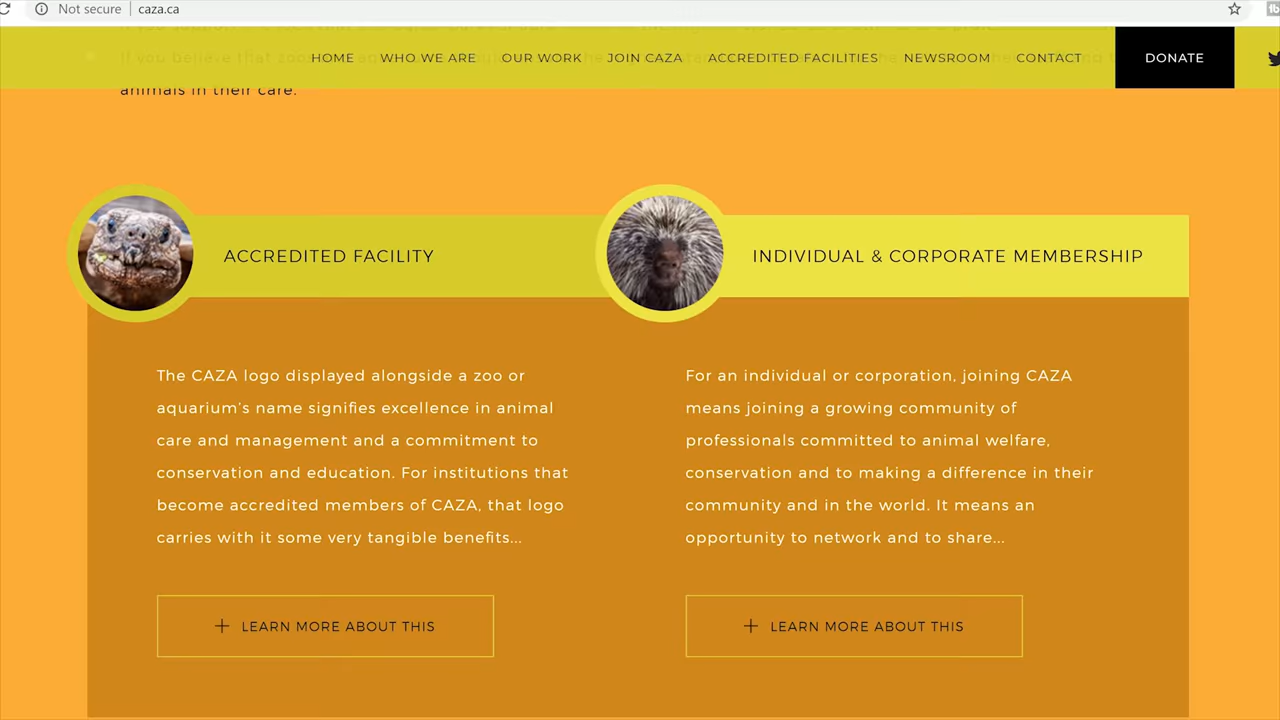 Not secure | caza.ca
HOME WHO WE ARE OUR WORK JOIN CAZA ACCREDITED FACILITIES NEWSROOM CONTACT DONATE
If you believe that
animals in their care.
ACCREDITED FACILITY
The CAZA logo displayed alongside a zoo or
aquarium's name signifies excellence in animal
care and management and a commitment to
conservation and education. For institutions that
become accredited members of CAZA, that logo
carries with it some very tangible benefits...
+ LEARN MORE ABOUT THIS
INDIVIDUAL & CORPORATE MEMBERSHIP
For an individual or corporation, joining CAZA
means joining a growing community of
professionals committed to animal welfare,
conservation and to making a difference in their
community and in the world. It means an
opportunity to network and to share...
+ LEARN MORE ABOUT THIS